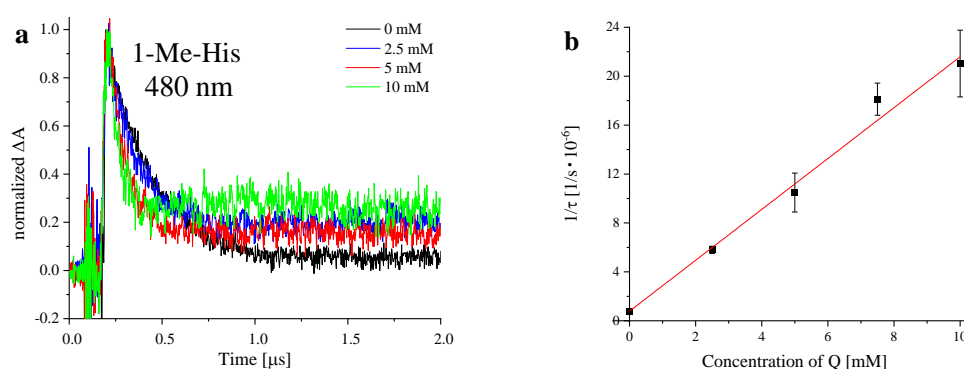 a
1-Me-His
480 nm
0 mM
2.5 mM
5 mM
10 mM
normalized ΔA
1.0
0.8
0.6
0.4
0.2
0.0
-0.2
0.0
0.5
1.0
1.5
2.0
Time [μs]
b
1/τ [1/s•10⁻⁶]
24
20
16
12
8
4
0
0
2
4
6
8
10
Concentration of Q [mM]